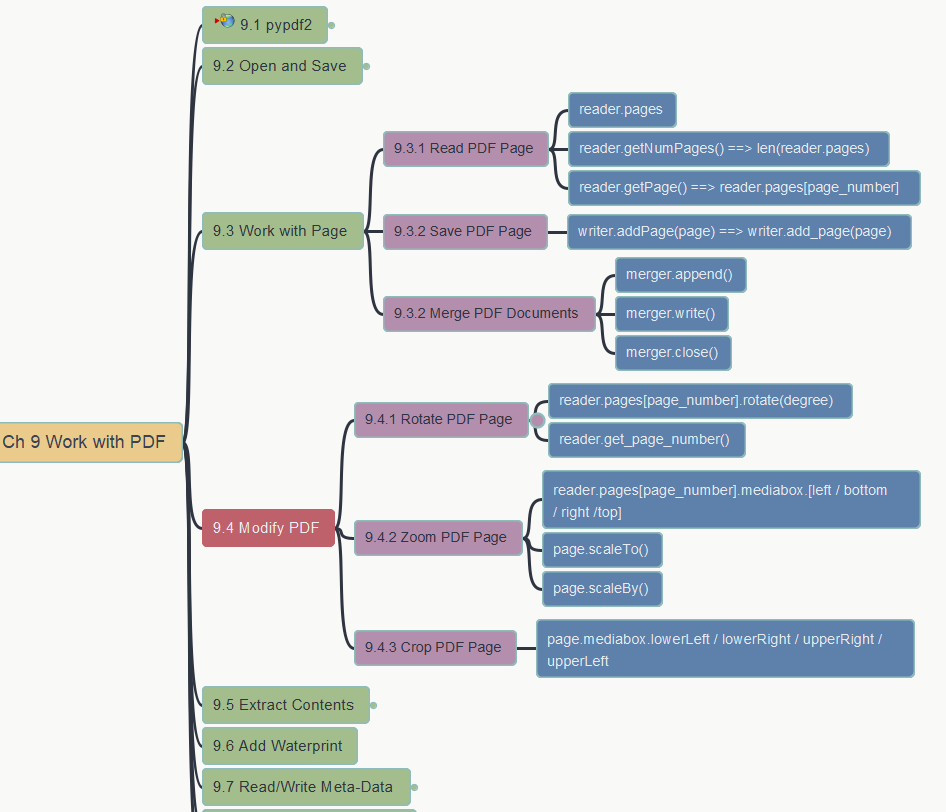 9.1 pypdf2
9.2 Open and Save
reader.pages
9.3.1 Read PDF Page
reader.getNumPages() ==> len(reader.pages)
reader.getPage() ==> reader.pages[page_number]
9.3 Work with Page
9.3.2 Save PDF Page
writer.addPage(page) ==> writer.add_page(page)
9.3.2 Merge PDF Documents
merger.append()
merger.write()
merger.close()
Ch 9 Work with PDF
9.4 Modify PDF
9.4.1 Rotate PDF Page
reader.pages[page_number].rotate(degree)
reader.get_page_number()
9.4.2 Zoom PDF Page
reader.pages[page_number].mediabox.[left / bottom
/ right /top]
page.scaleTo()
page.scaleBy()
9.4.3 Crop PDF Page
page.mediabox.lowerLeft / lowerRight / upperRight /
upperLeft
9.5 Extract Contents
9.6 Add Waterprint
9.7 Read/Write Meta-Data